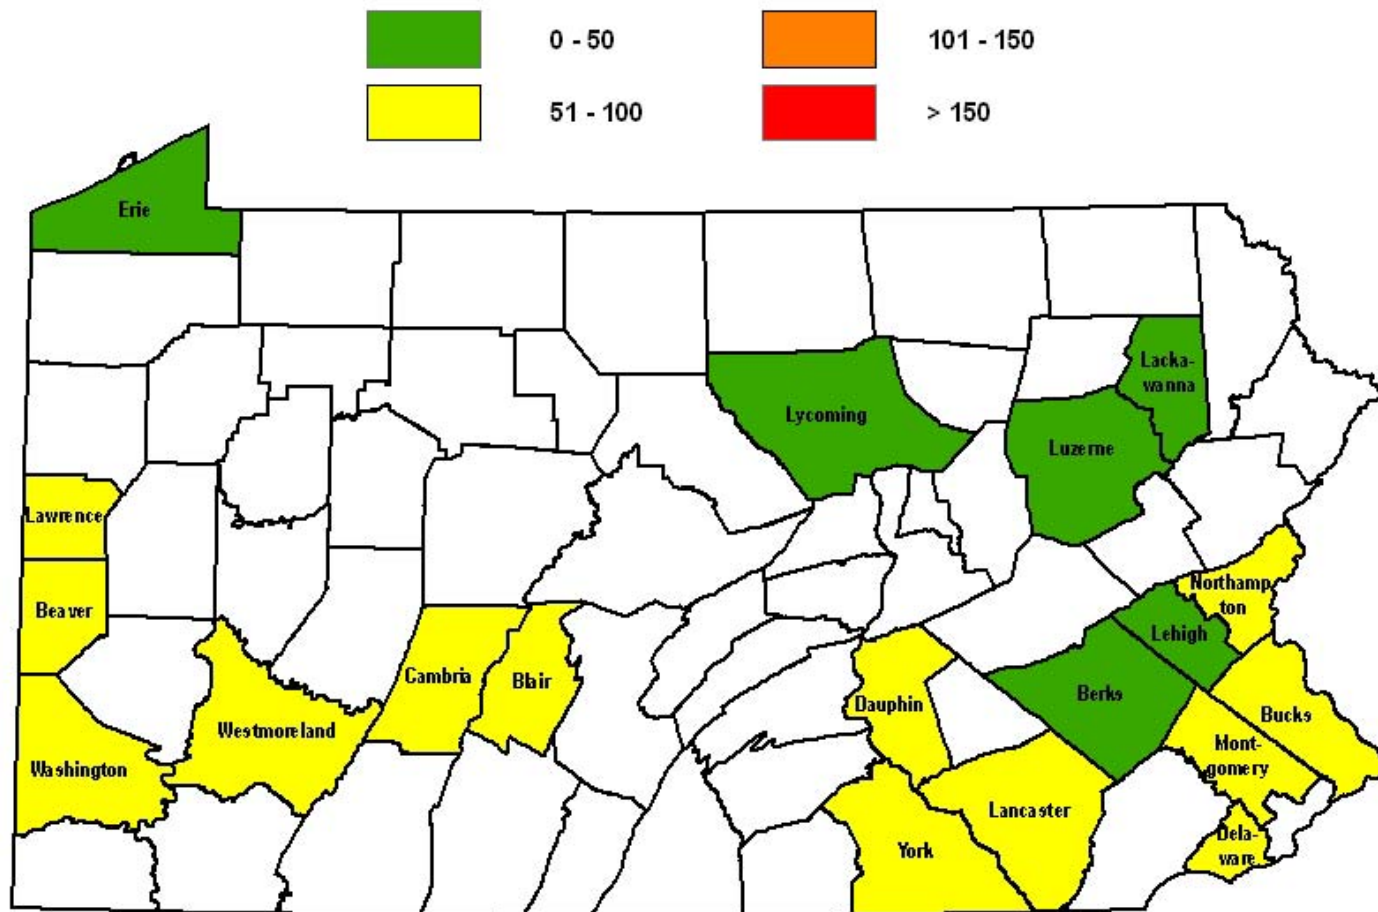 0 - 50
101 - 150
51 - 100
> 150
Erie
Lacka-
wanna
Lycoming
Luzerne
Lawrence
Northamp
ton
Beaver
Lehigh
Cambria
Blair
Berks
Dauphin
Bucks
Westmoreland
Mont-
gomery
Washington
Lancaster
York
Dela-
ware